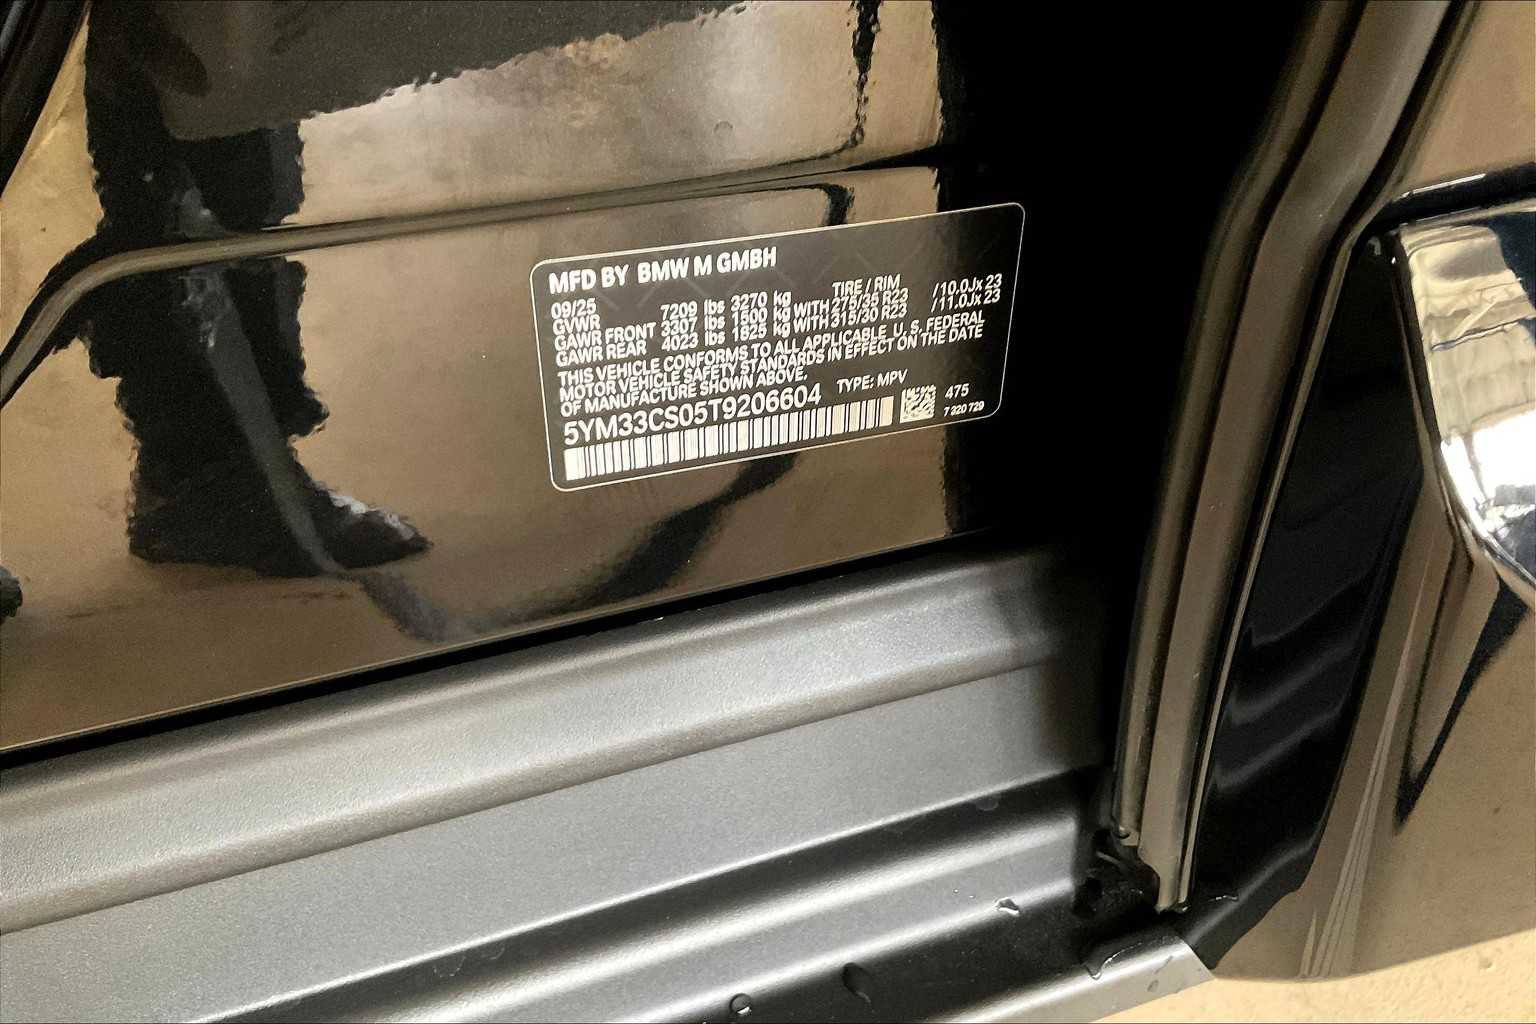 MFD BY BMW M GMBH
09/25 TIRE / RIM
GVWR 7209 lbs 3270 kg
GAWR FRONT 3307 lbs 1500 kg WITH 275/35 R23 /10.0Jx 23
GAWR REAR 4023 lbs 1825 kg WITH 315/30 R23 /11.0Jx 23
THIS VEHICLE CONFORMS TO ALL APPLICABLE U. S. FEDERAL
MOTOR VEHICLE SAFETY STANDARDS IN EFFECT ON THE DATE
OF MANUFACTURE SHOWN ABOVE.
5YM33CS05T9206604 TYPE: MPV
475
7 320 729